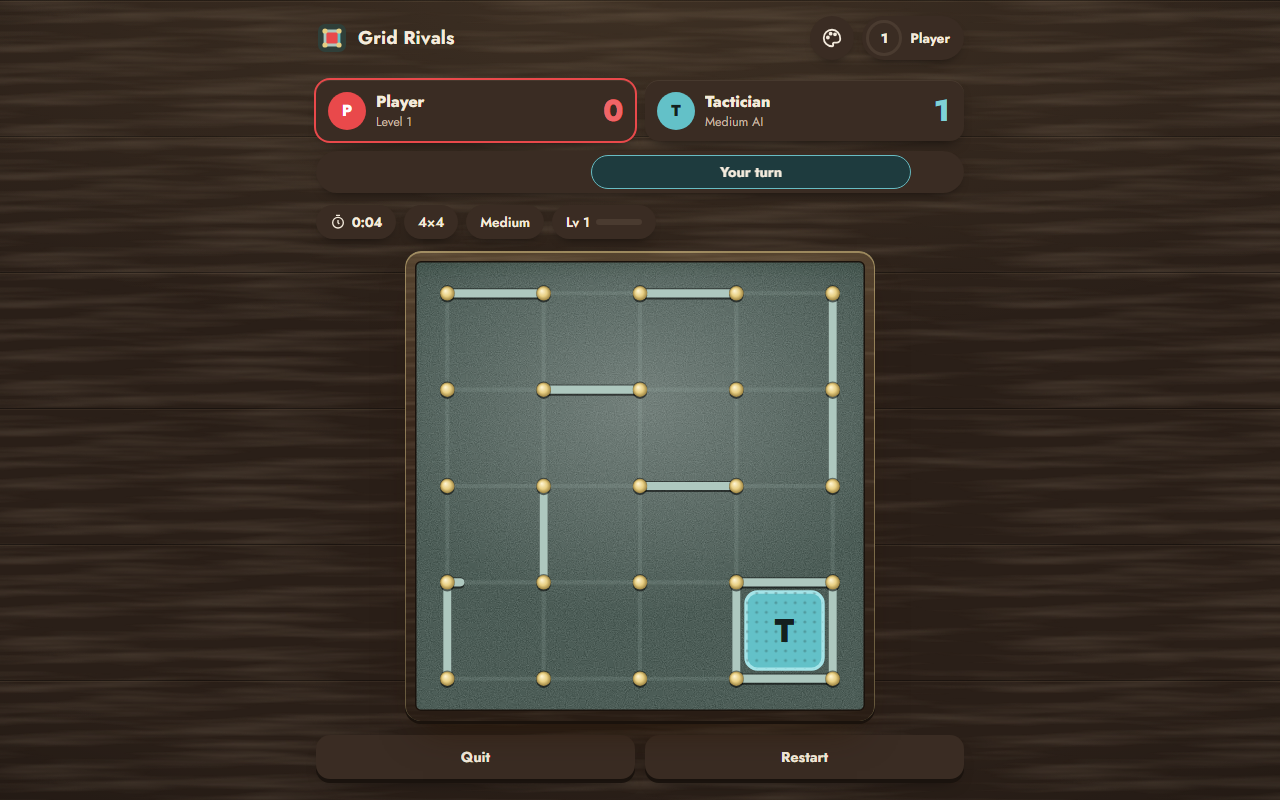 Grid Rivals
1 Player
P Player 0
Level 1
T Tactician 1
Medium AI
Your turn
0:04 4×4 Medium Lv 1
T
Quit Restart